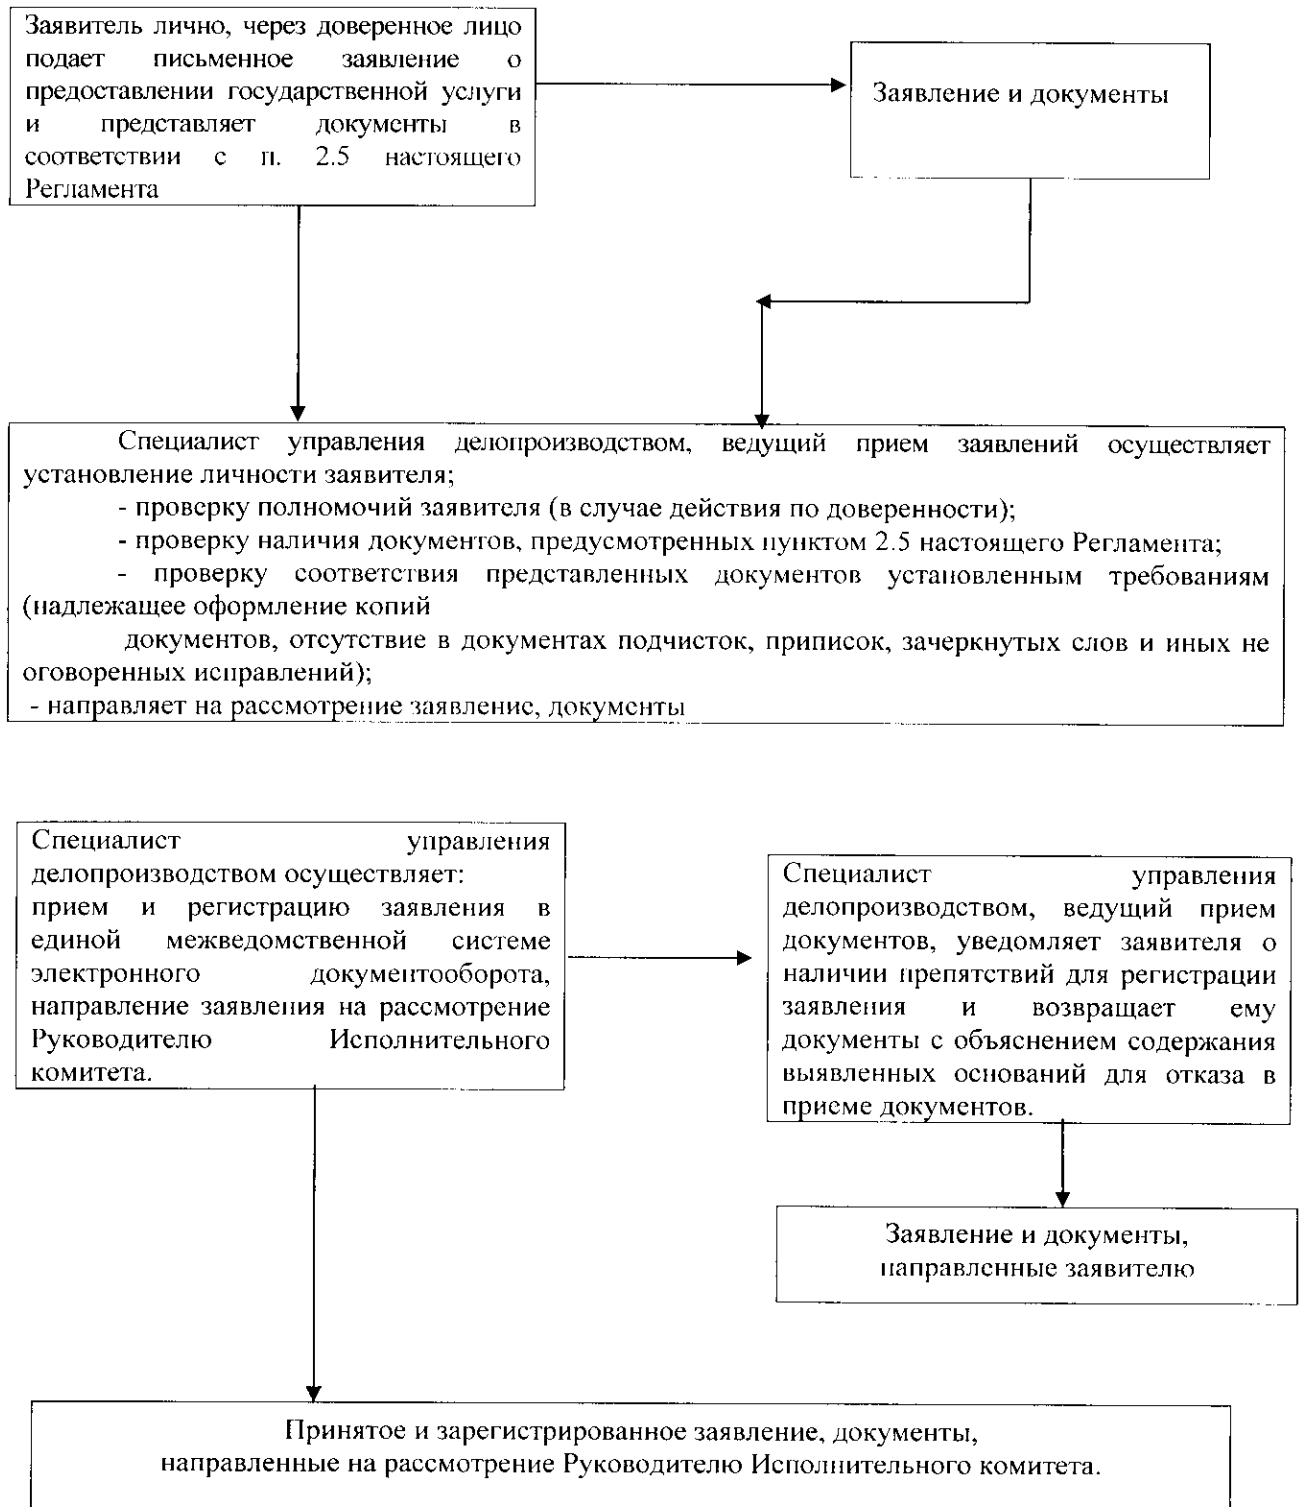 Заявитель лично, через доверенное лицо
подает письменное заявление о
предоставлении государственной услуги
и представляет документы в
соответствии с п. 2.5 настоящего
Регламента
Заявление и документы
Специалист управления делопроизводством, ведущий прием заявлений осуществляет
установление личности заявителя;
- проверку полномочий заявителя (в случае действия по доверенности);
- проверку наличия документов, предусмотренных пунктом 2.5 настоящего Регламента;
- проверку соответствия представленных документов установленным требованиям
(надлежащее оформление копий
документов, отсутствие в документах подчисток, приписок, зачеркнутых слов и иных не
оговоренных исправлений);
- направляет на рассмотрение заявление, документы
Специалист управления
делопроизводством осуществляет:
прием и регистрацию заявления в
единой межведомственной системе
электронного документооборота,
направление заявления на рассмотрение
Руководителю Исполнительного
комитета.
Специалист управления
делопроизводством, ведущий прием
документов, уведомляет заявителя о
наличии препятствий для регистрации
заявления и возвращает ему
документы с объяснением содержания
выявленных оснований для отказа в
приеме документов.
Заявление и документы,
направленные заявителю
Принятое и зарегистрированное заявление, документы,
направленные на рассмотрение Руководителю Исполнительного комитета.